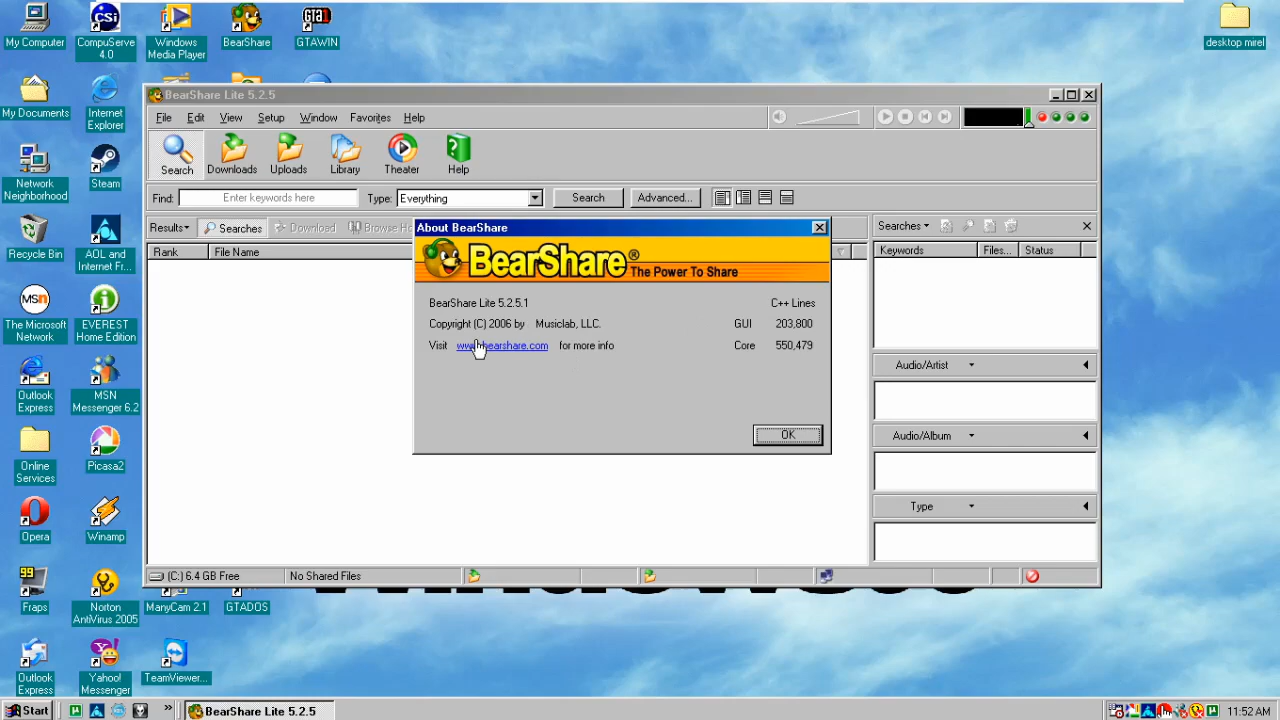 My Computer
CompuServe 4.0
Windows Media Player
BearShare
GTAWIN
desktop mirel
My Documents
Internet Explorer
Network Neighborhood
Steam
Recycle Bin
AOL and Internet Fr...
The Microsoft Network
EVEREST Home Edition
Outlook Express
MSN Messenger 6.2
Online Services
Picasa2
Opera
Winamp
Fraps
Norton AntiVirus 2005
ManyCam 2.1
GTADOS
Outlook Express
Yahoo! Messenger
TeamViewer...
BearShare Lite 5.2.5
File Edit View Setup Window Favorites Help
Search Downloads Uploads Library Theater Help
Find: Enter keywords here Type: Everything Search Advanced...
Results Searches Download Browse Searches
Rank File Name Keywords Files... Status
About BearShare
BearShare® The Power To Share
BearShare Lite 5.2.5.1 C++ Lines
Copyright (C) 2006 by Musiclab, LLC. GUI 203,800
Visit www.bearshare.com for more info Core 550,479
OK
Audio/Artist
Audio/Album
Type
(C:) 6.4 GB Free No Shared Files
Start BearShare Lite 5.2.5 11:52 AM